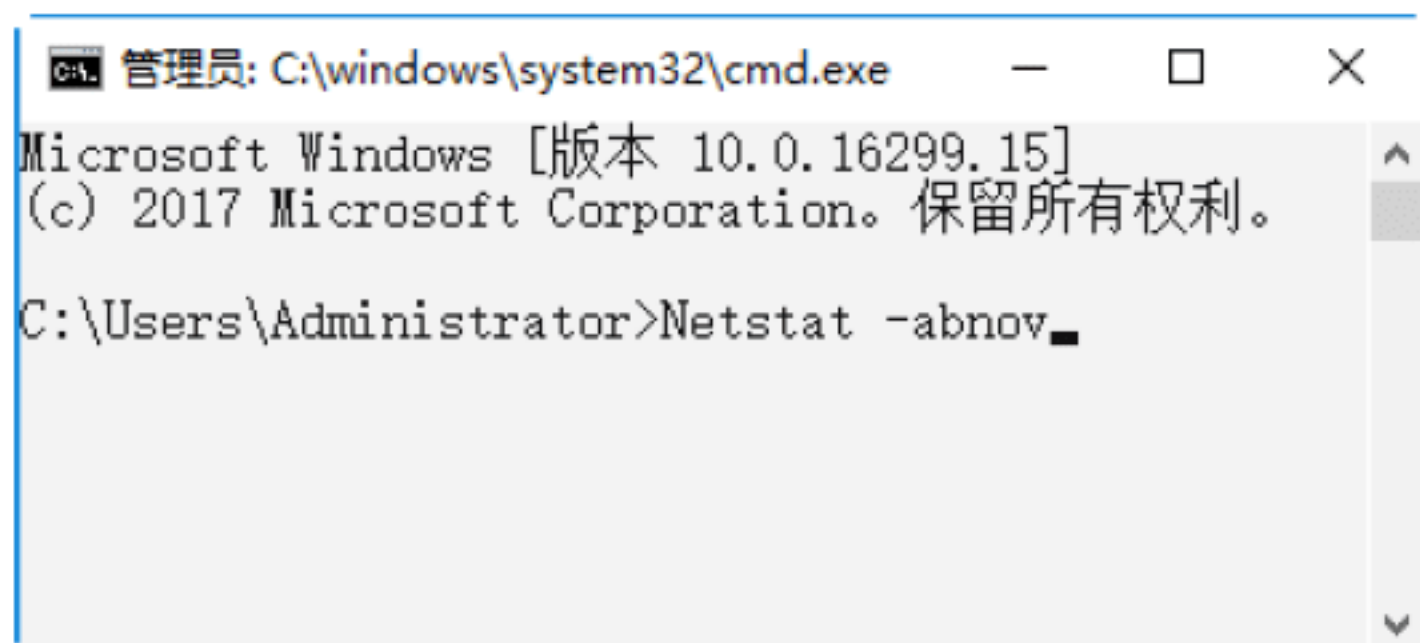 管理员: C:\windows\system32\cmd.exe
Microsoft Windows [版本 10.0.16299.15]
(c) 2017 Microsoft Corporation。保留所有权利。
C:\Users\Administrator>Netstat -abnov